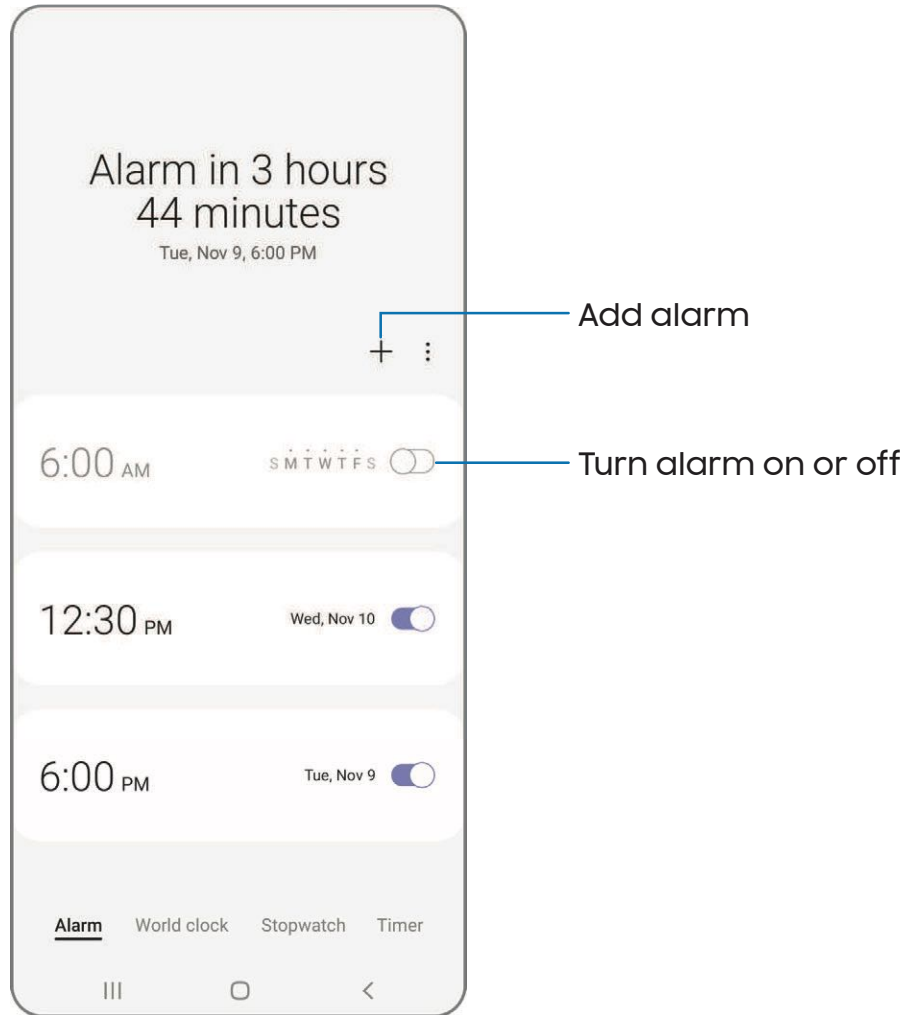 Alarm in 3 hours
44 minutes
Tue, Nov 9, 6:00 PM
Add alarm
6:00 AM
S M T W T F S
Turn alarm on or off
12:30 PM
Wed, Nov 10
6:00 PM
Tue, Nov 9
Alarm World clock Stopwatch Timer